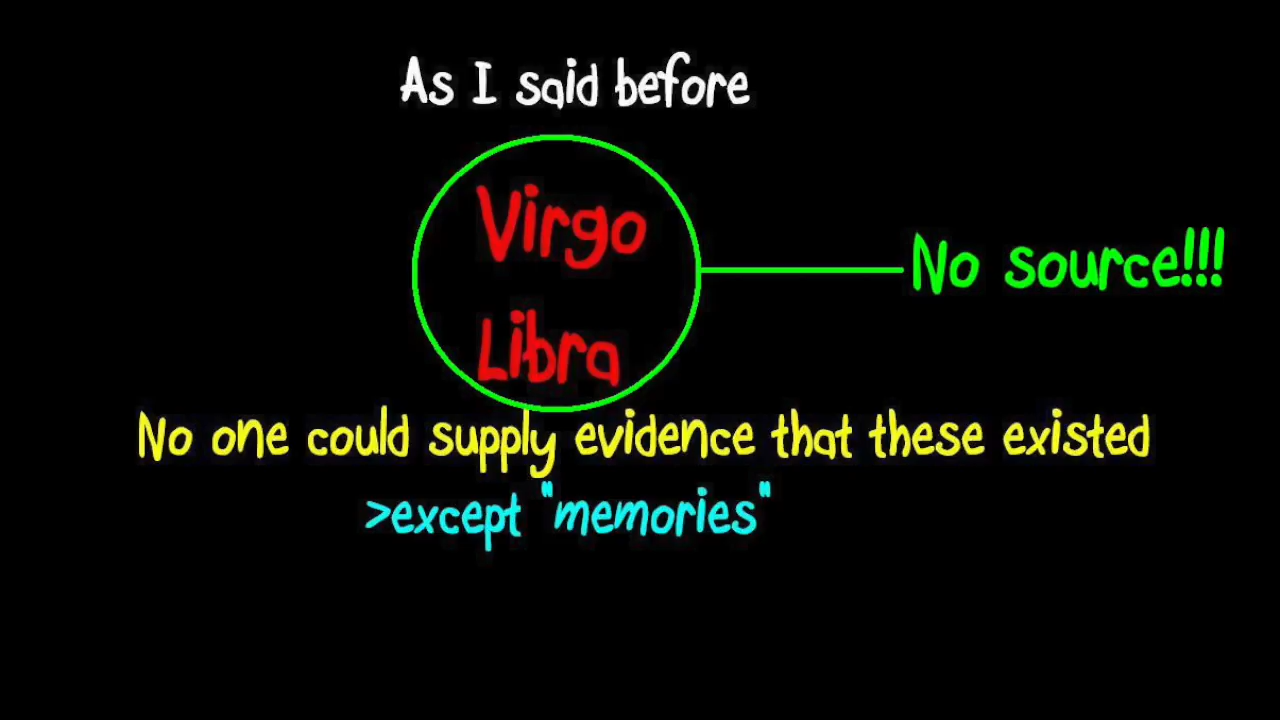 As I said before
Virgo
No source!!!
Libra
No one could supply evidence that these existed
>except "memories"